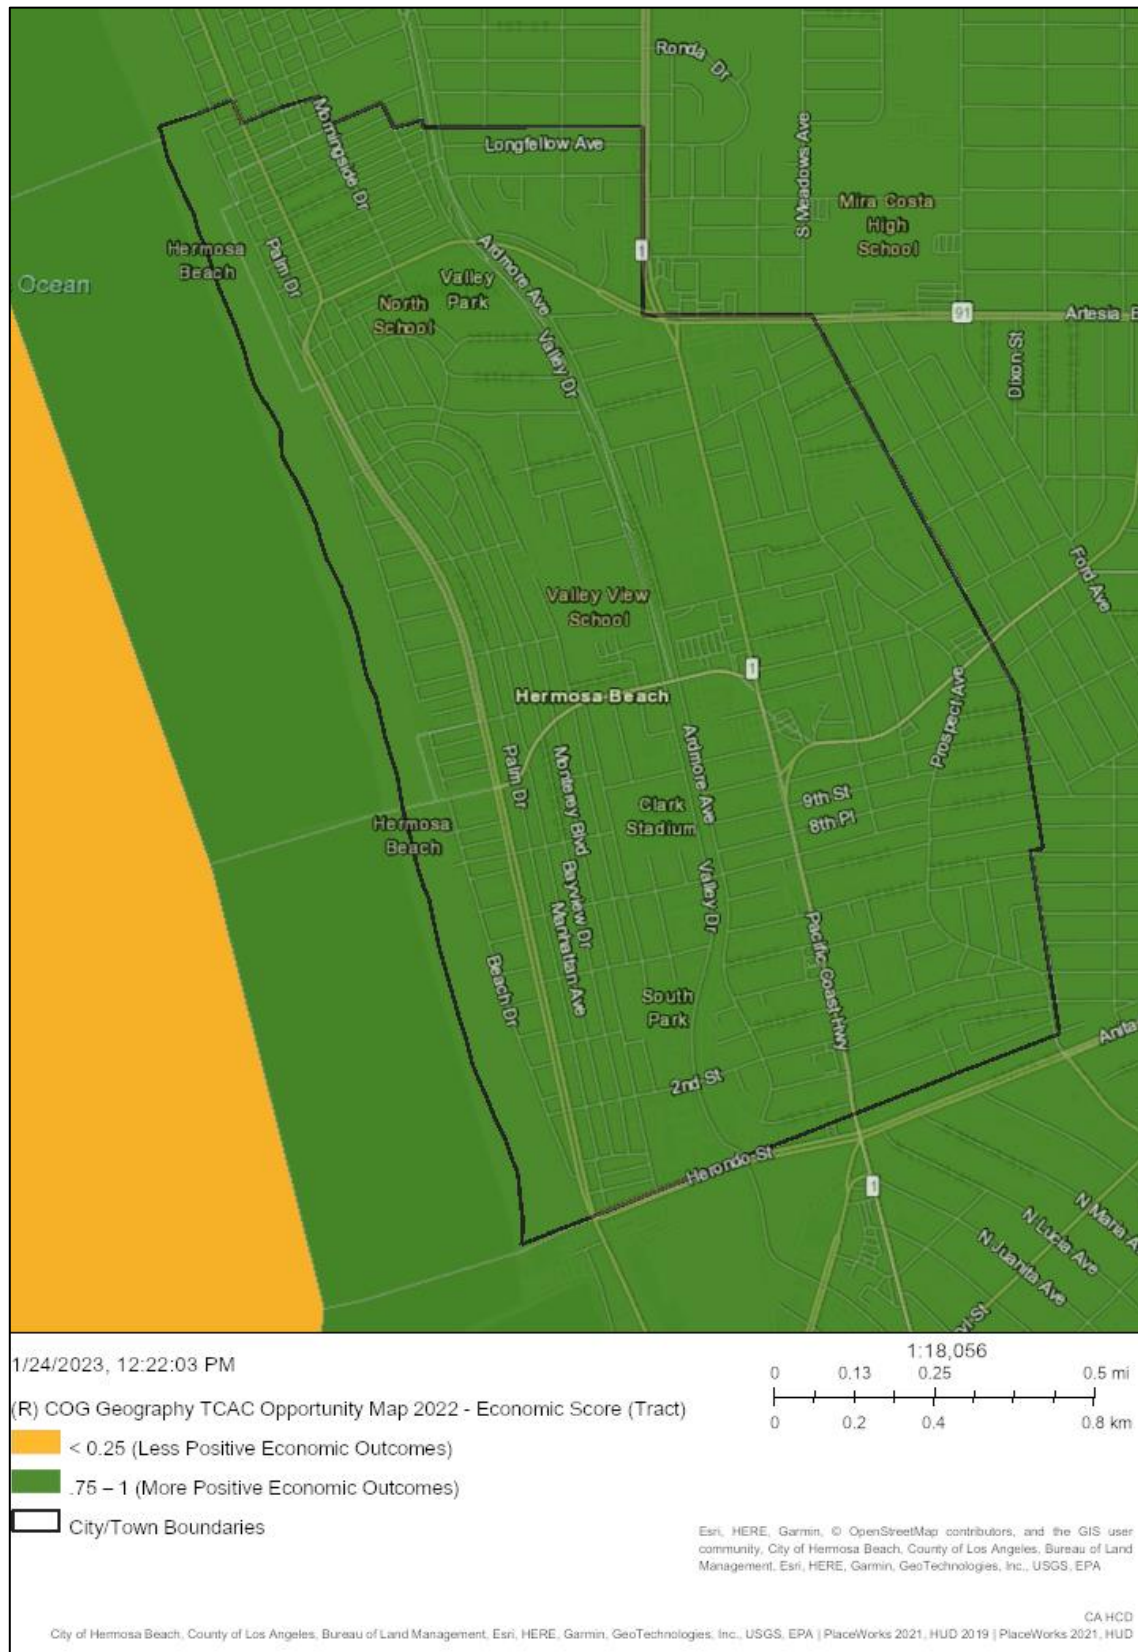 Ronda Dr
Morningside Dr
Longfellow Ave
S Meadows Ave
Mira Costa
High
School
1
Hermosa
Beach
Palm Dr
Ardmore Ave
Valley
Park
North
School
Ocean
91
Artesia B
Valley Dr
Dixon St
Ford Ave
Valley View
School
1
Hermosa Beach
Prospect Ave
Palm Dr
Monterey Blvd
Ardmore Ave
9th St
8th Pl
Clark
Stadium
Hermosa
Beach
Bayview Dr
Manhattan Ave
Valley Dr
Pacific Coast Hwy
Beach Dr
South
Park
2nd St
Anita
Herondo St
1
N Maria A
N Lucia Ave
N Juanita Ave
yl St
1/24/2023, 12:22:03 PM
1:18,056
0 0.13 0.25 0.5 mi
0 0.2 0.4 0.8 km
(R) COG Geography TCAC Opportunity Map 2022 - Economic Score (Tract)
< 0.25 (Less Positive Economic Outcomes)
.75 – 1 (More Positive Economic Outcomes)
City/Town Boundaries
Esri, HERE, Garmin, © OpenStreetMap contributors, and the GIS user
community, City of Hermosa Beach, County of Los Angeles, Bureau of Land
Management, Esri, HERE, Garmin, GeoTechnologies, Inc., USGS, EPA
CA HCD
City of Hermosa Beach, County of Los Angeles, Bureau of Land Management, Esri, HERE, Garmin, GeoTechnologies, Inc., USGS, EPA | PlaceWorks 2021, HUD 2019 | PlaceWorks 2021, HUD